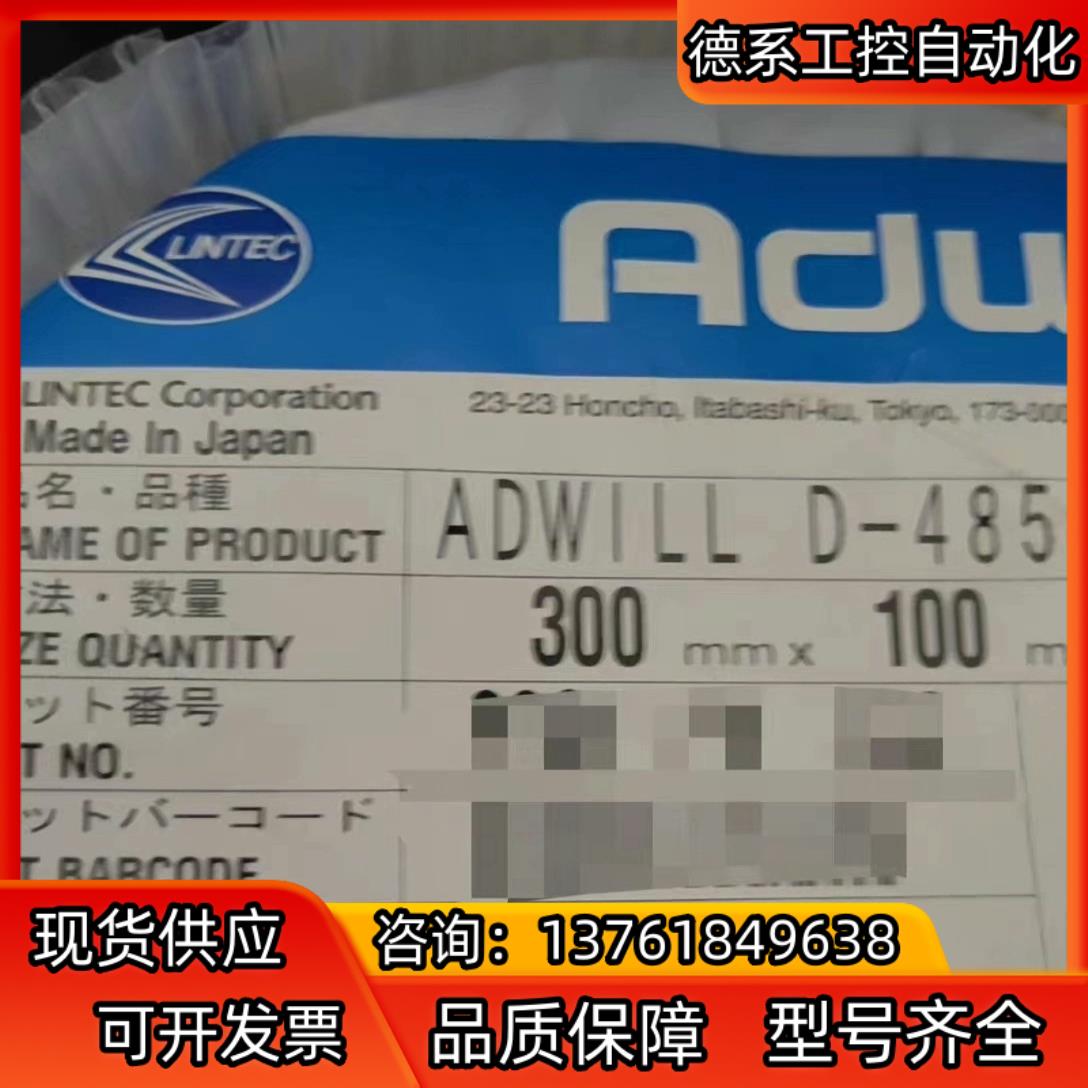 德系工控自动化
LINTEC
Adw
LINTEC Corporation
23-23 Honcho, Itabashi-ku, Tokyo, 173-000
Made In Japan
名・品種
AME OF PRODUCT
ADWILL D-485
法・数量
ZE QUANTITY
300 mm x 100 m
ット番号
T NO.
ットバーコード
T BARCODE
现货供应
咨询：13761849638
可开发票
品质保障 型号齐全